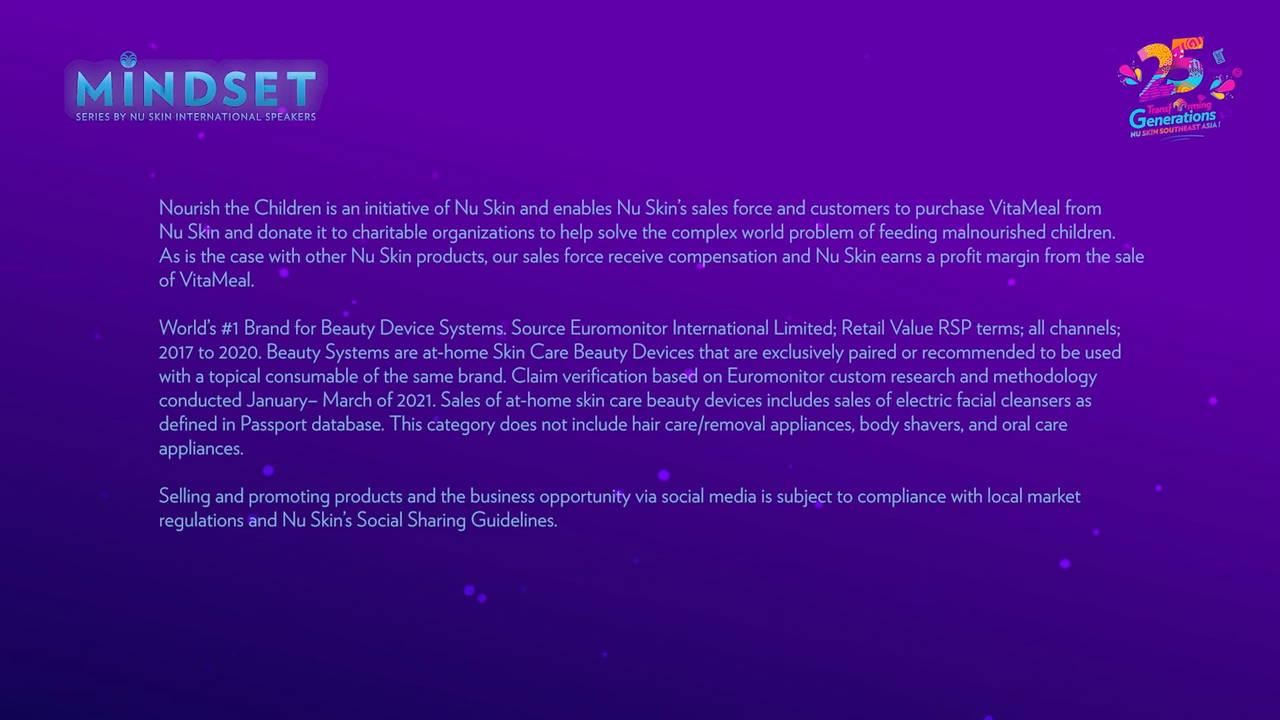 MINDSET
SERIES BY NU SKIN INTERNATIONAL SPEAKERS
25
Transforming
Generations
NU SKIN SOUTHEAST ASIA!
Nourish the Children is an initiative of Nu Skin and enables Nu Skin's sales force and customers to purchase VitaMeal from
Nu Skin and donate it to charitable organizations to help solve the complex world problem of feeding malnourished children.
As is the case with other Nu Skin products, our sales force receive compensation and Nu Skin earns a profit margin from the sale
of VitaMeal.
World's #1 Brand for Beauty Device Systems. Source Euromonitor International Limited; Retail Value RSP terms; all channels;
2017 to 2020. Beauty Systems are at-home Skin Care Beauty Devices that are exclusively paired or recommended to be used
with a topical consumable of the same brand. Claim verification based on Euromonitor custom research and methodology
conducted January– March of 2021. Sales of at-home skin care beauty devices includes sales of electric facial cleansers as
defined in Passport database. This category does not include hair care/removal appliances, body shavers, and oral care
appliances.
Selling and promoting products and the business opportunity via social media is subject to compliance with local market
regulations and Nu Skin's Social Sharing Guidelines.